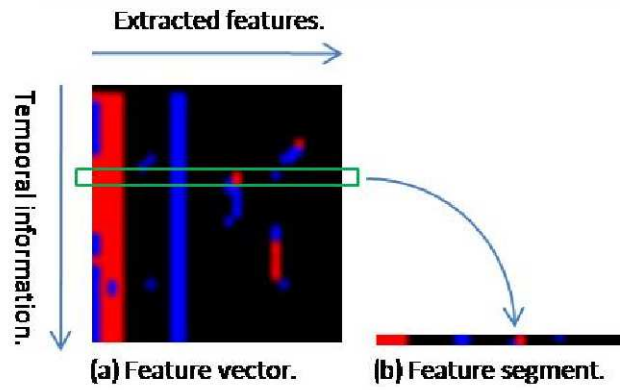 Extracted features.
Temporal information.
(a) Feature vector.
(b) Feature segment.